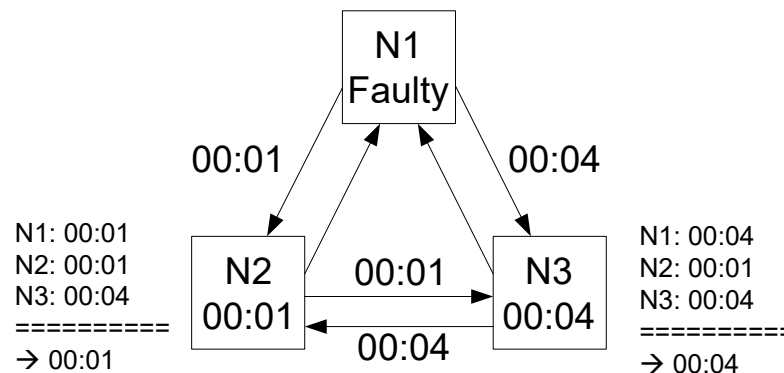 N1
Faulty
00:01
00:04
N1: 00:01
N2: 00:01
N3: 00:04
==========
→ 00:01
N2
00:01
00:01
00:04
N3
00:04
N1: 00:04
N2: 00:01
N3: 00:04
==========
→ 00:04